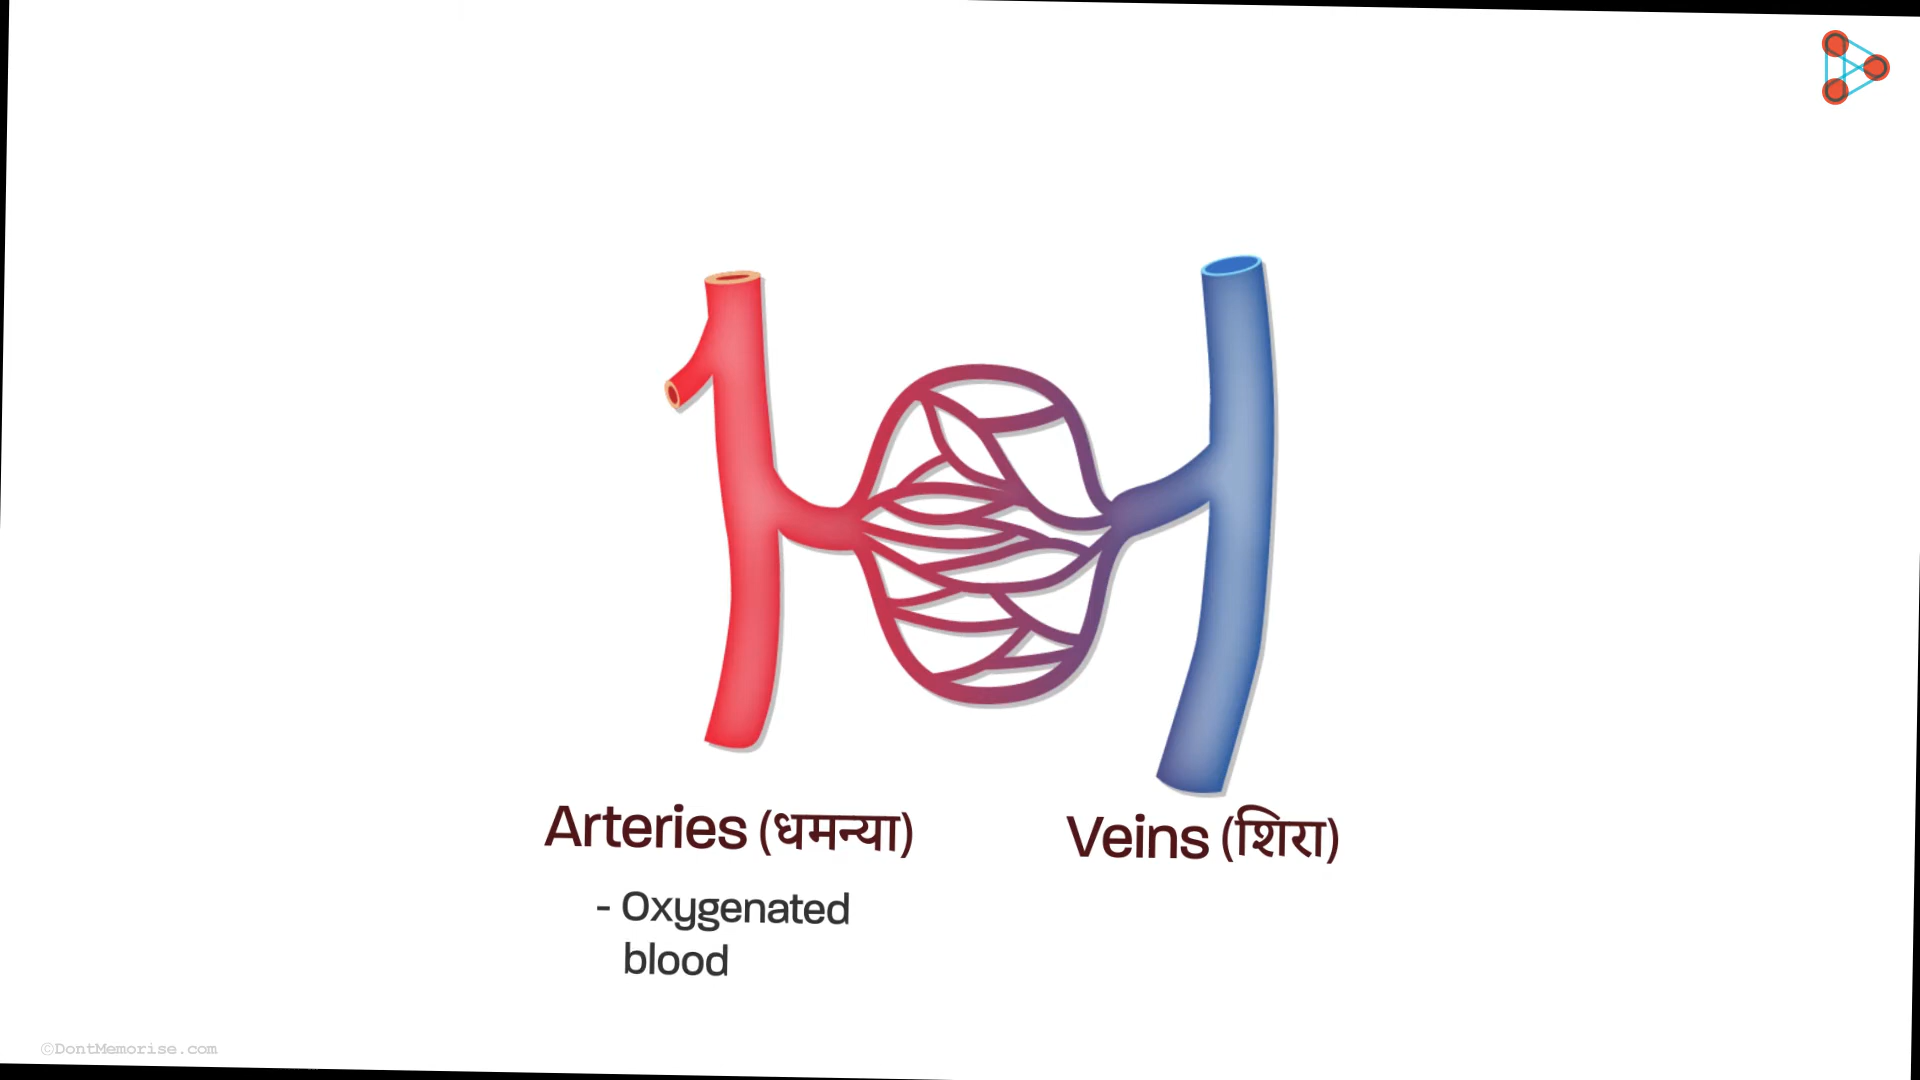 Arteries (धमन्या)
Veins (शिरा)
- Oxygenated
blood
©DontMemorise.com